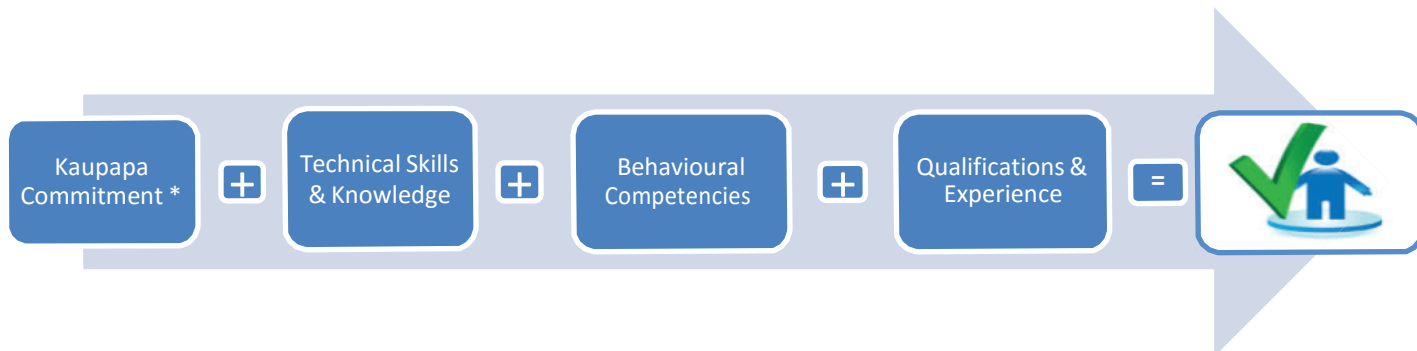 Kaupapa
Commitment *
+
Technical Skills
& Knowledge
+
Behavioural
Competencies
+
Qualifications &
Experience
=